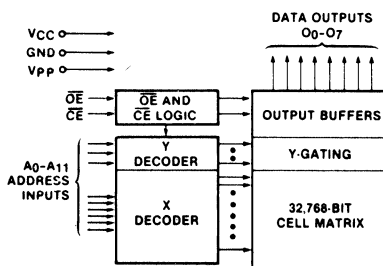 DATA OUTPUTS
O0-O7
VCC
GND
VPP
OE
CE
OE AND
CE LOGIC
OUTPUT BUFFERS
A0-A11
ADDRESS
INPUTS
Y
DECODER
Y-GATING
X
DECODER
32,768-BIT
CELL MATRIX